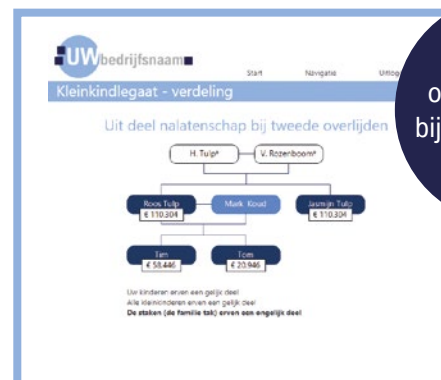 UWbedrijfsnaam
Start Navigatie
Kleinkindlegaat - verdeling
o
bij
Uit deel nalatenschap bij tweede overlijden
H. Tulp* V. Rozenboom*
Roos Tulp Mark Koud Jasmijn Tulp
€ 110.304 € 110.304
Tim Tom
€ 58.446 € 20.946
Uw kinderen erven een gelijk deel
Alle kleinkinderen erven een gelijk deel
De staken (de familie tak) erven een ongelijk deel